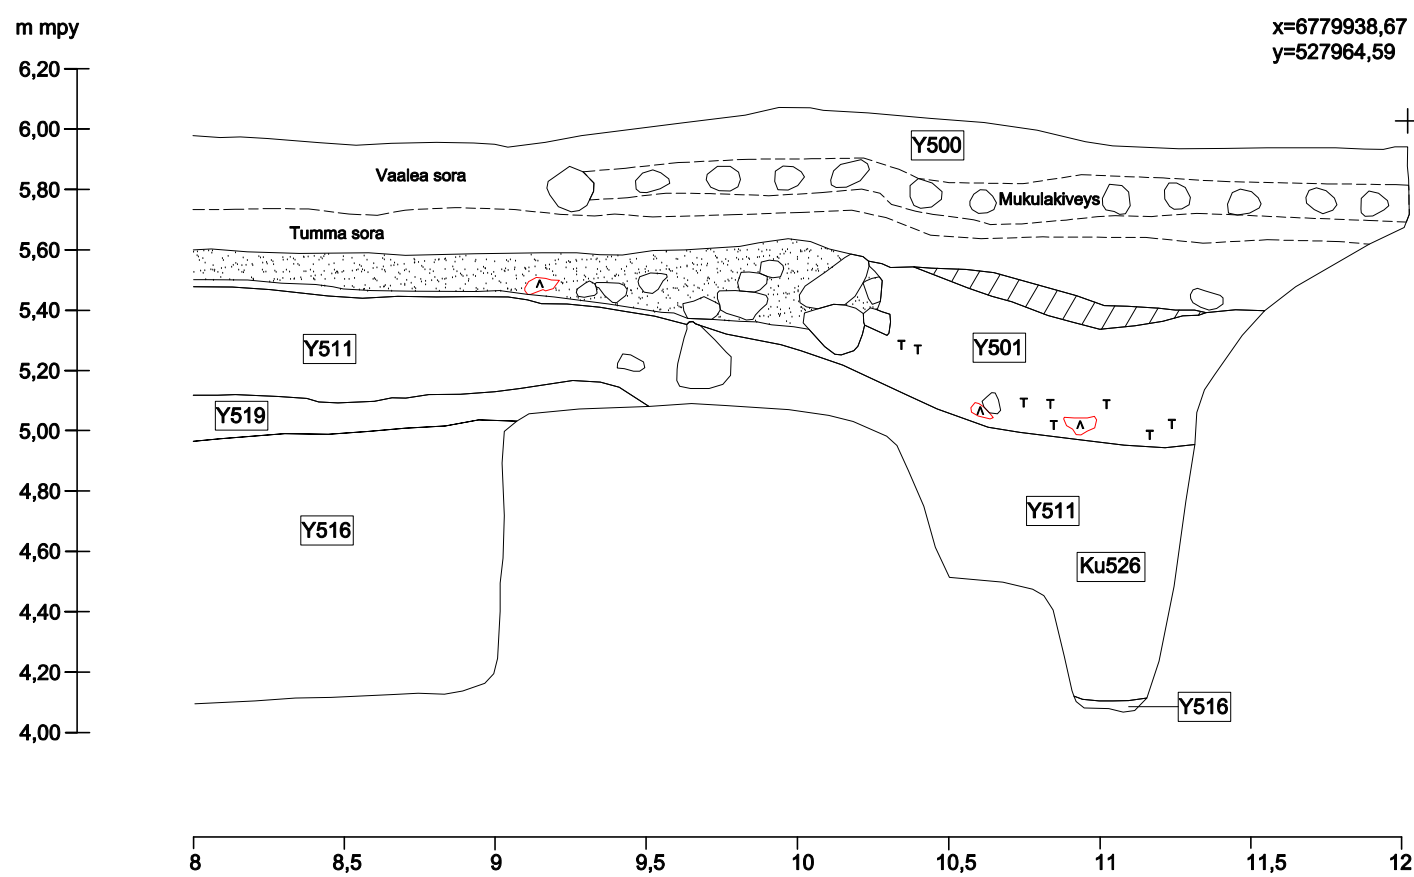 m mpy
x=6779938,67
y=527964,59
6,20
6,00
Y500
Vaalea sora
5,80
Mukulakiveys
Tumma sora
5,60
^
5,40
T T
Y511
Y501
5,20
^
T T T
Y519
T ^ T
5,00
T
4,80
Y511
Y516
4,60
Ku526
4,40
4,20
Y516
4,00
8 8,5 9 9,5 10 10,5 11 11,5 12